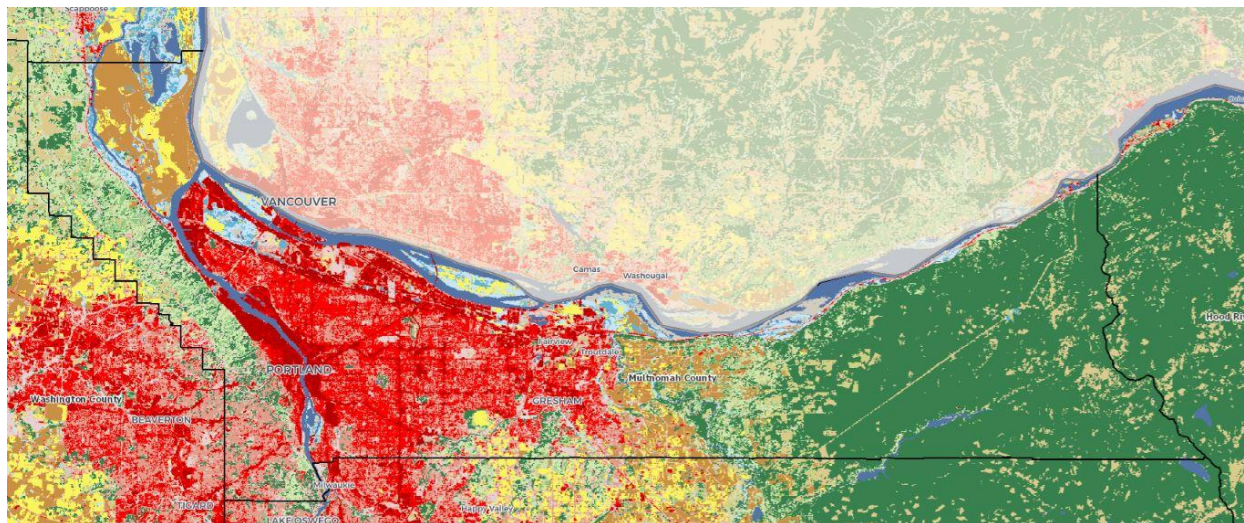 Scappoose
VANCOUVER
Camas
Washougal
Hood Riv
Fairview
Troutdale
PORTLAND
Multnomah County
Washington County
GRESHAM
BEAVERTON
Milwaukie
TIGARD
Happy Valley
LAKE OSWEGO